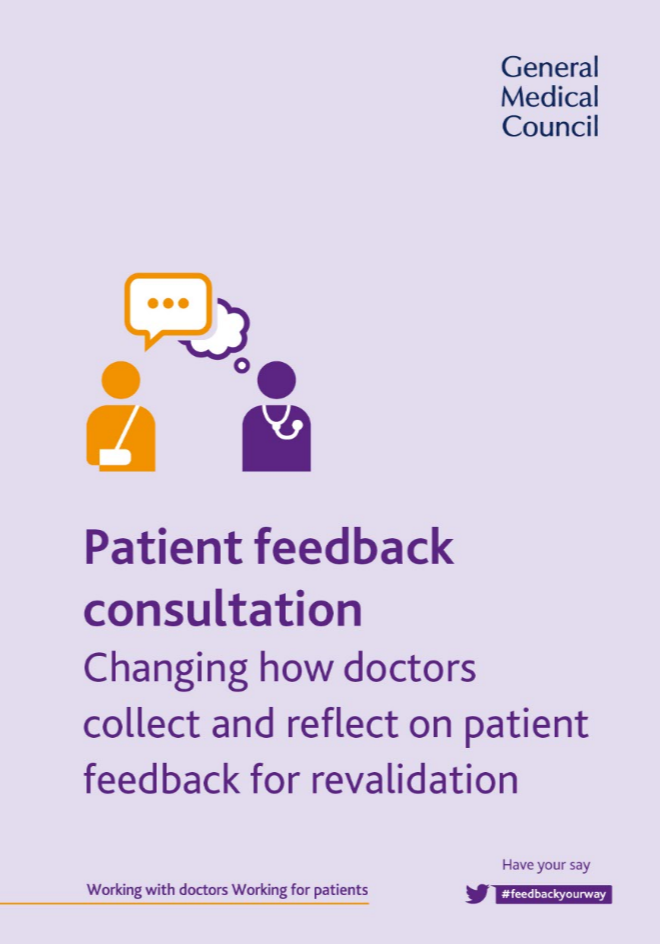 General
Medical
Council
Patient feedback
consultation
Changing how doctors
collect and reflect on patient
feedback for revalidation
Have your say
Working with doctors Working for patients
#feedbackyourway